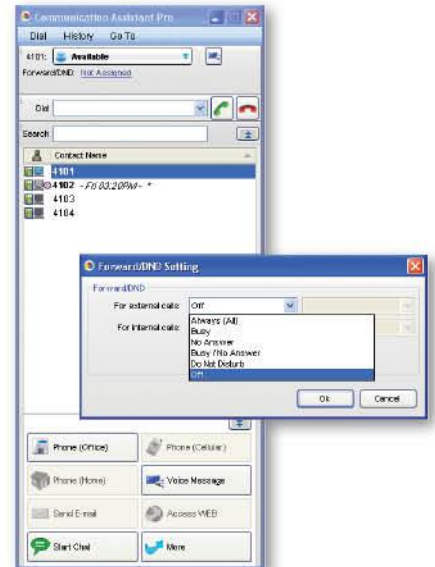 Communication Assistant Pro
Dial History Go To
4101: Available
Forward/DND: Not Assigned
Dial
Search
Contact Name
4101
4102 - Fri 03:20PM - *
4103
4104
Forward/DND Setting
Forward/DND
For external calls: Off
For internal calls:
Always (All)
Busy
No Answer
Busy / No Answer
Do Not Disturb
Off
Ok Cancel
Phone (Office) Phone (Cellular)
Phone (Home) Voice Message
Send E-mail Access WEB
Start Chat More